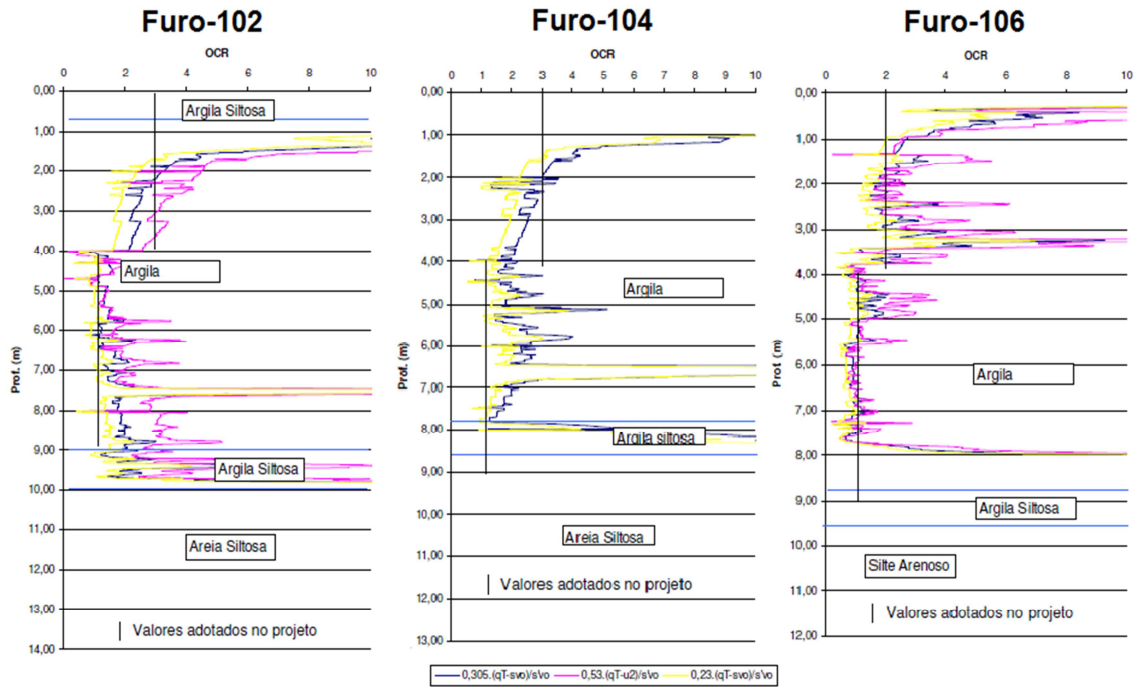 Furo-102
OCR
0 2 4 6 8 10
0,00
1,00
2,00
3,00
4,00
5,00
6,00
7,00
8,00
9,00
10,00
11,00
12,00
13,00
14,00
Prof. (m)
Argila Siltosa
Argila
Argila Siltosa
Areia Siltosa
Valores adotados no projeto
Furo-104
OCR
0 1 2 3 4 5 6 7 8 9 10
0,00
1,00
2,00
3,00
4,00
5,00
6,00
7,00
8,00
9,00
10,00
11,00
12,00
13,00
Prof. (m)
Argila
Argila siltosa
Areia Siltosa
Valores adotados no projeto
Furo-106
OCR
0 2 4 6 8 10
0,00
1,00
2,00
3,00
4,00
5,00
6,00
7,00
8,00
9,00
10,00
11,00
12,00
Prof. (m)
Argila
Argila Siltosa
Silte Arenoso
Valores adotados no projeto
0,305.(qT-svo)/s'vo 0,53.(qT-u2)/s'vo 0,23.(qT-svo)/s'vo